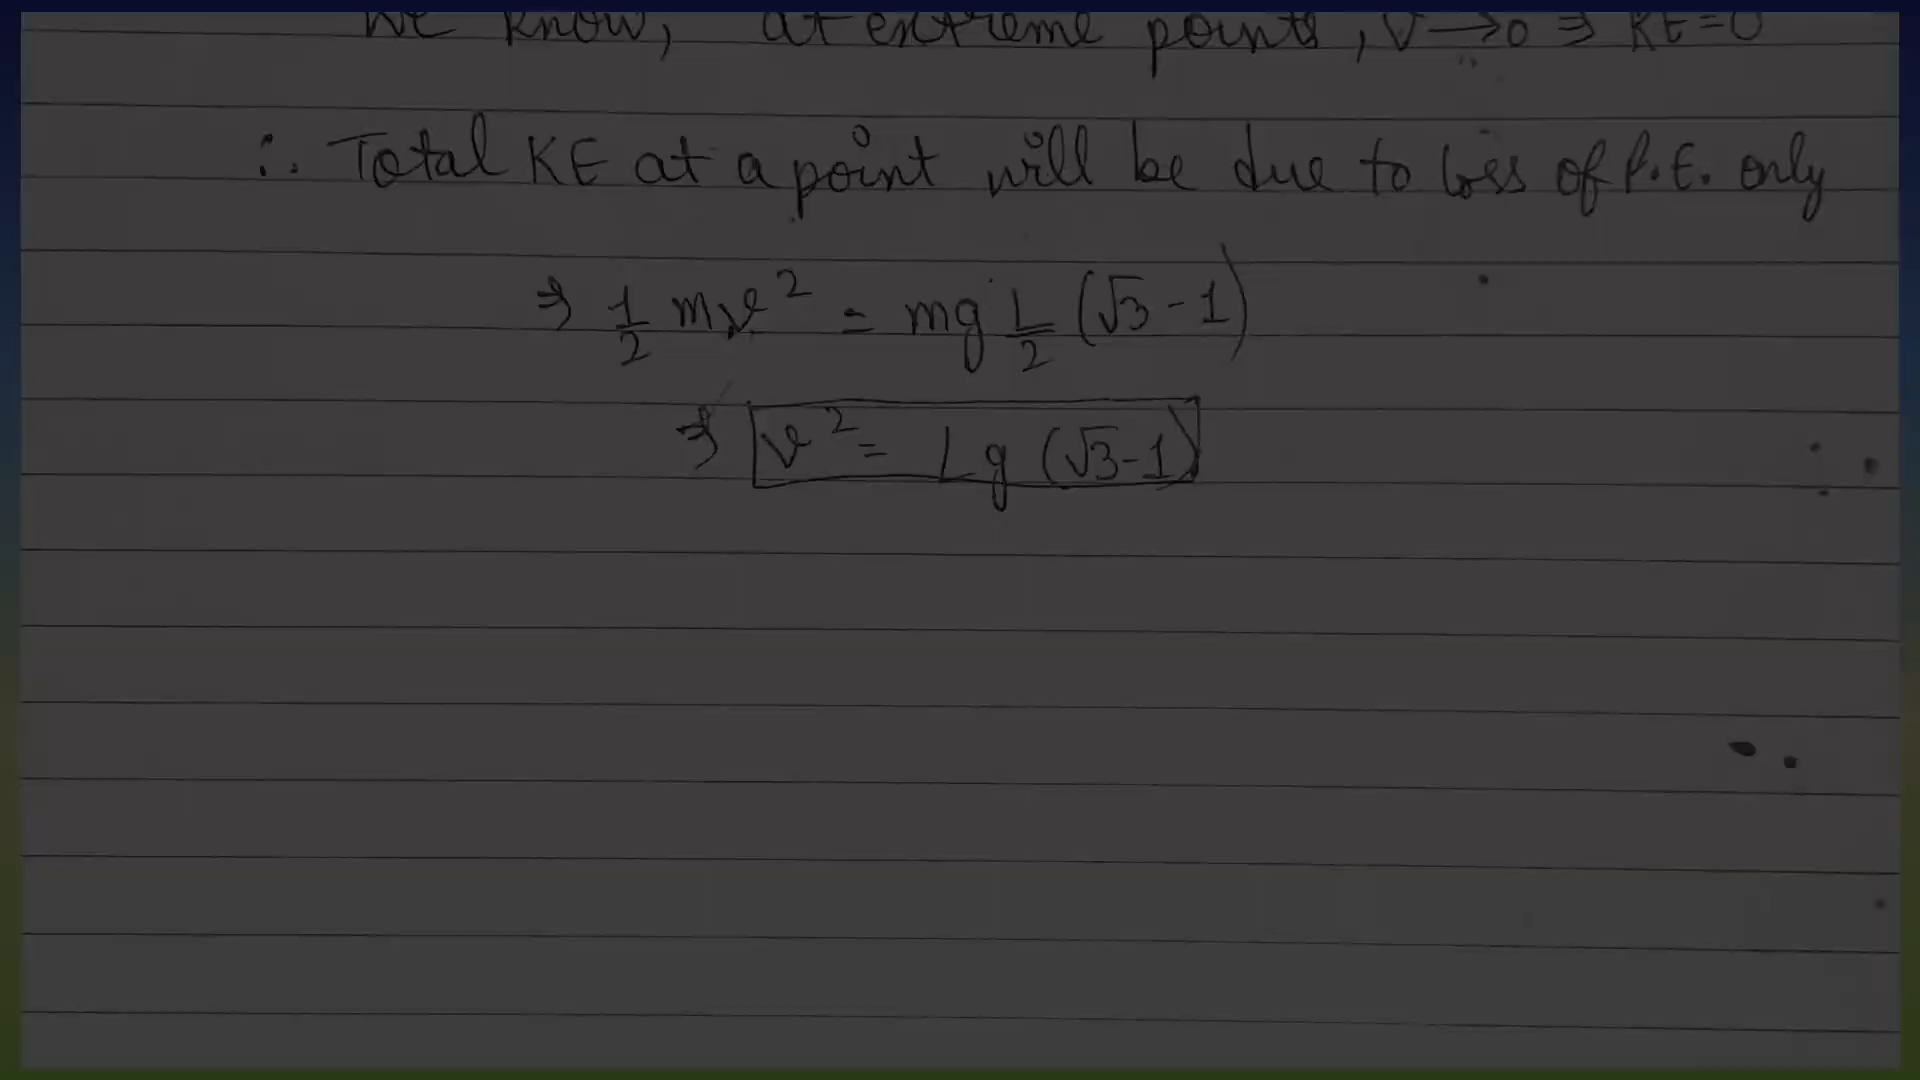 We know, at extreme points, V→0 ⇒ KE=0
∴ Total KE at a point will be due to loss of P.E. only
⇒ 1/2 mv² = mg L/2 (√3-1)
⇒ v² = Lg (√3-1)